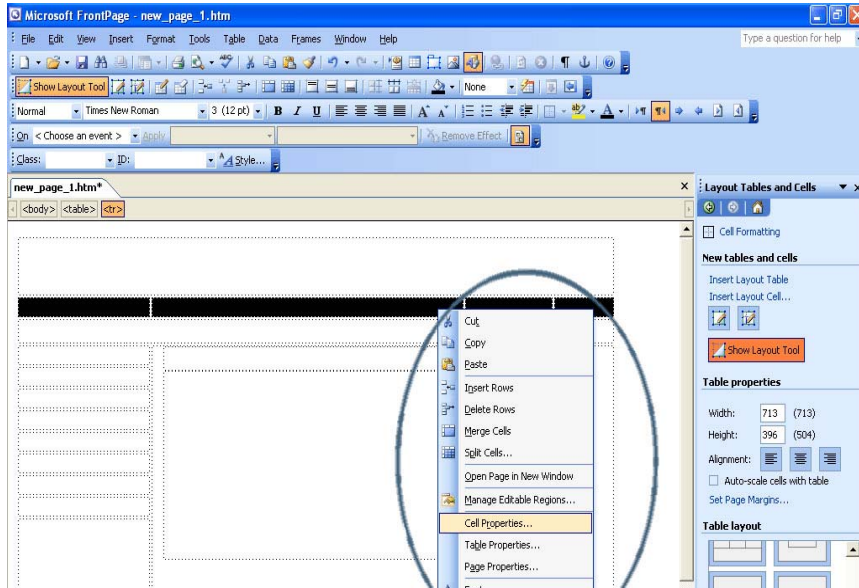 Microsoft FrontPage - new_page_1.htm
File Edit View Insert Format Tools Table Data Frames Window Help
Type a question for help
Show Layout Tool
None
Normal Times New Roman 3 (12 pt) B I U A A A
On < Choose an event > Apply Remove Effect
Class: ID: Style...
new_page_1.htm*
<body> <table> <tr>
Cut
Copy
Paste
Insert Rows
Delete Rows
Merge Cells
Split Cells...
Open Page in New Window
Manage Editable Regions...
Cell Properties...
Table Properties...
Page Properties...
Layout Tables and Cells
Cell Formatting
New tables and cells
Insert Layout Table
Insert Layout Cell...
Show Layout Tool
Table properties
Width: 713 (713)
Height: 396 (504)
Alignment:
Auto-scale cells with table
Set Page Margins...
Table layout